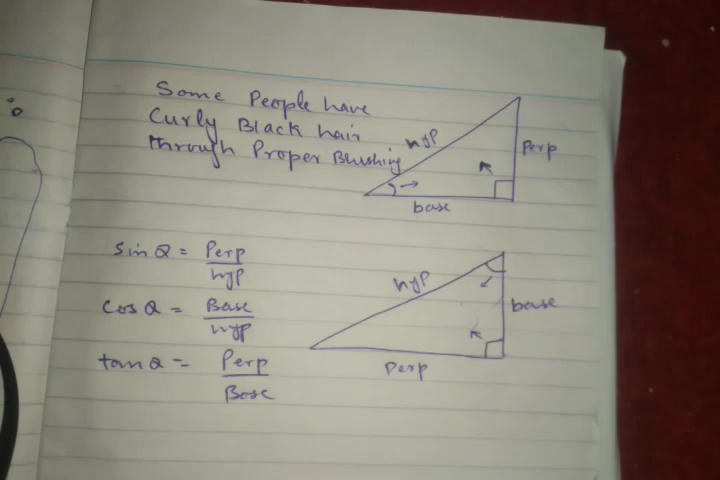 Some People have
Curly Black hair
through Proper Brushing
hyp
Perp
base
sin Q = Perp
hyp
cos Q = Base
hyp
tan Q = Perp
Base
hyp
base
Perp